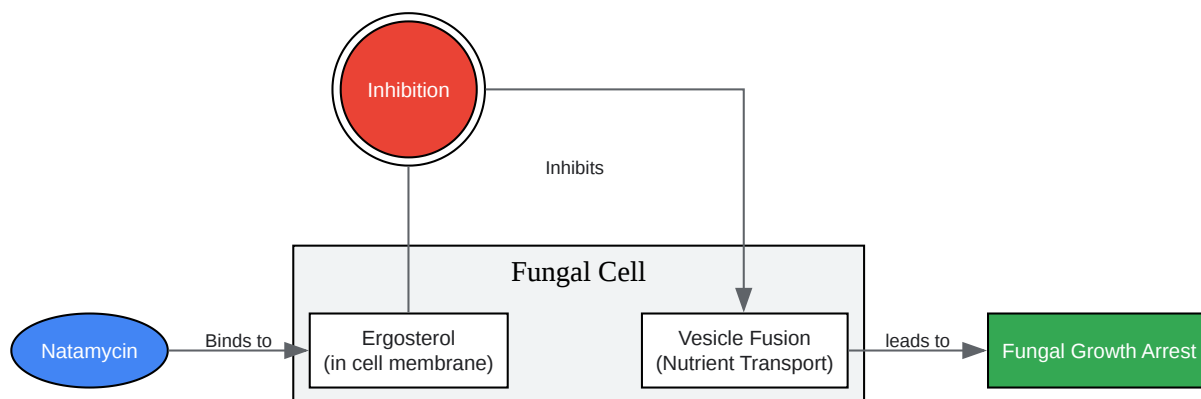 Inhibition
Inhibits
Fungal Cell
Natamycin
Binds to
Ergosterol
(in cell membrane)
Vesicle Fusion
(Nutrient Transport)
leads to
Fungal Growth Arrest